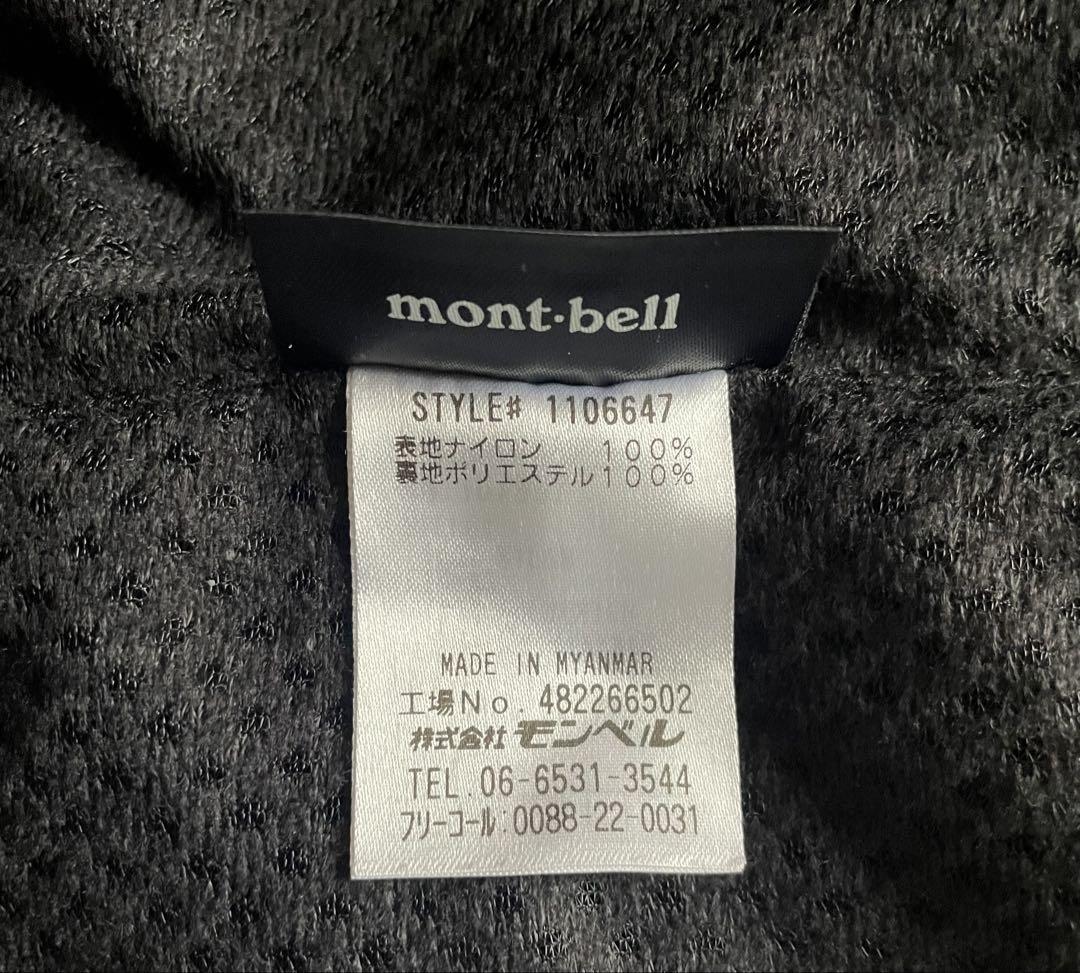 mont·bell
STYLE# 1106647
表地ナイロン 100%
裏地ポリエステル100%
MADE IN MYANMAR
工場No. 482266502
株式会社モンベル
TEL.06-6531-3544
フリーコール:0088-22-0031